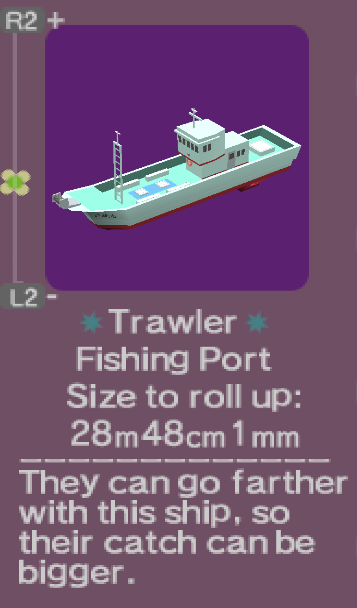 R2 +
L2 -
Trawler
Fishing Port
Size to roll up:
28m48cm1mm
They can go farther
with this ship, so
their catch can be
bigger.